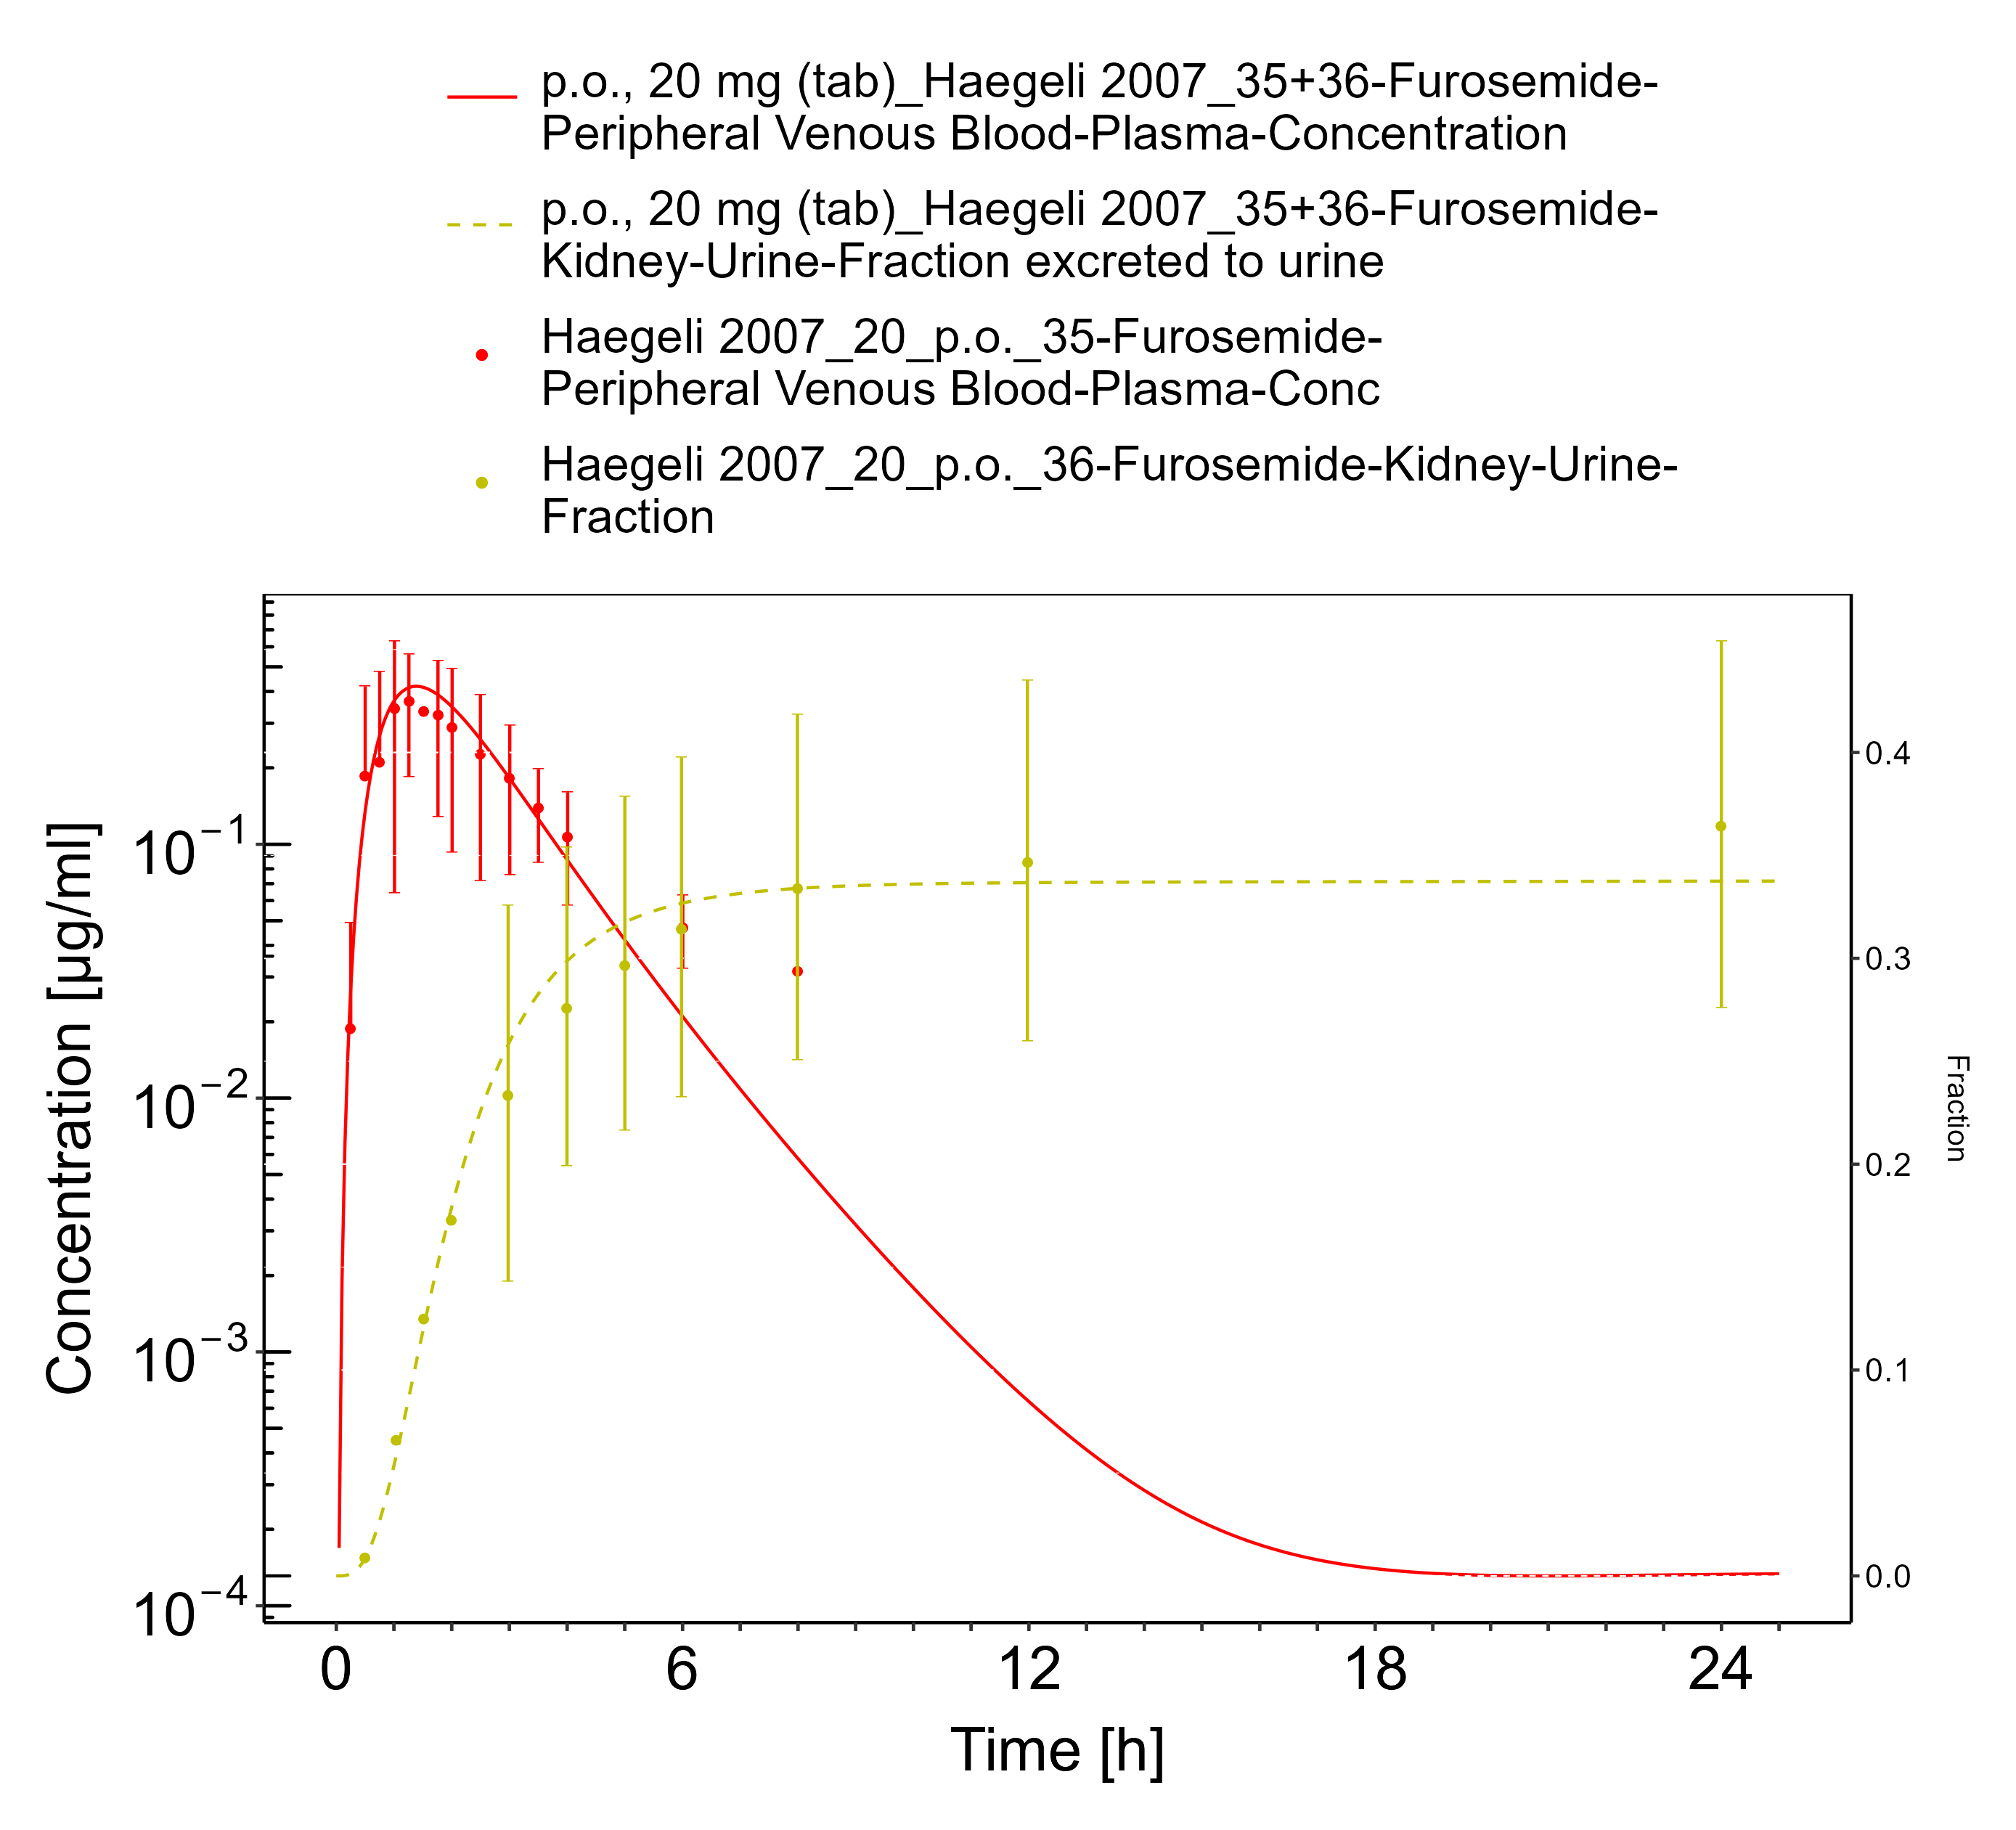 p.o., 20 mg (tab)_Haegeli 2007_35+36-Furosemide-
Peripheral Venous Blood-Plasma-Concentration
p.o., 20 mg (tab)_Haegeli 2007_35+36-Furosemide-
Kidney-Urine-Fraction excreted to urine
Haegeli 2007_20_p.o._35-Furosemide-
Peripheral Venous Blood-Plasma-Conc
Haegeli 2007_20_p.o._36-Furosemide-Kidney-Urine-
Fraction
Concentration [µg/ml]
10⁻¹
10⁻²
10⁻³
10⁻⁴
0.4
0.3
0.2
0.1
0.0
Fraction
0 6 12 18 24
Time [h]